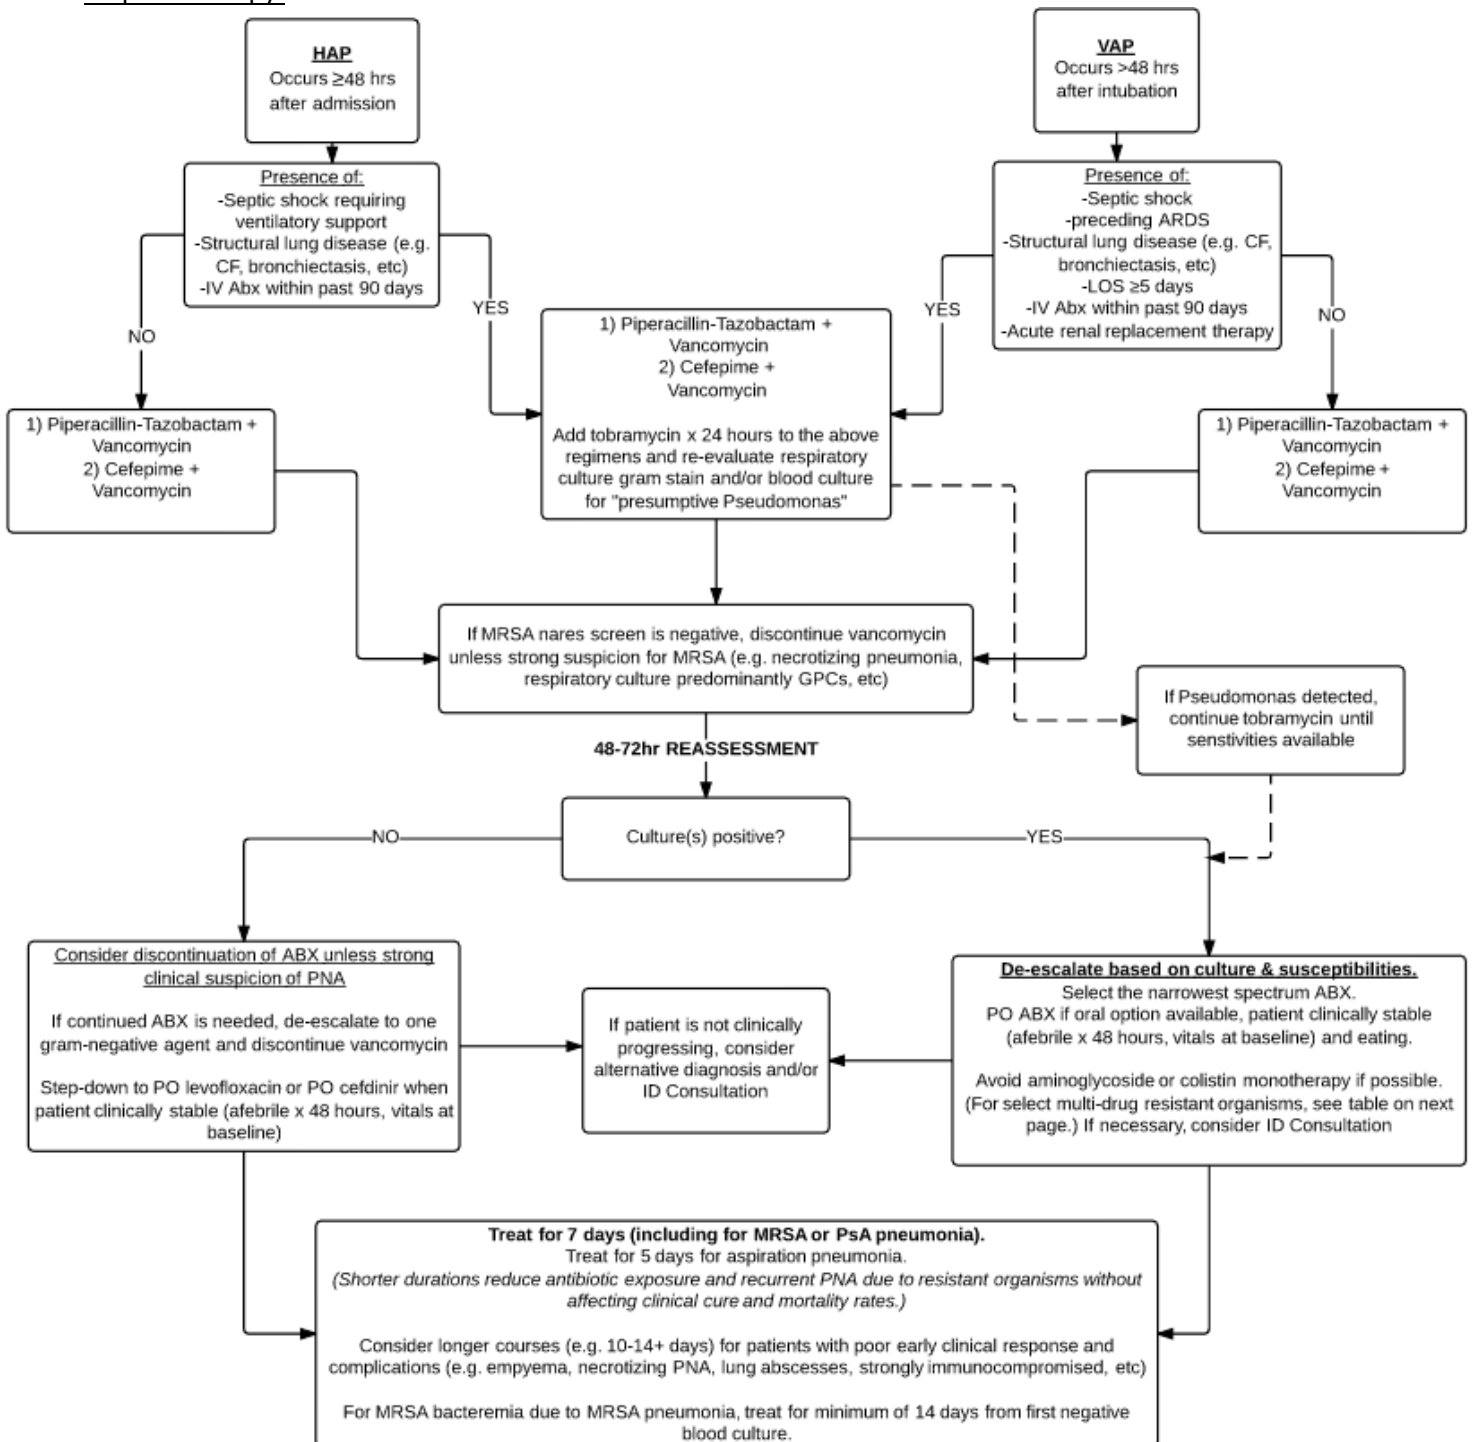 HAP
Occurs ≥48 hrs
after admission
VAP
Occurs >48 hrs
after intubation
Presence of:
-Septic shock requiring
ventilatory support
-Structural lung disease (e.g.
CF, bronchiectasis, etc)
-IV Abx within past 90 days
Presence of:
-Septic shock
-preceding ARDS
-Structural lung disease (e.g. CF,
bronchiectasis, etc)
-LOS ≥5 days
-IV Abx within past 90 days
-Acute renal replacement therapy
NO
YES
YES
NO
1) Piperacillin-Tazobactam +
Vancomycin
2) Cefepime +
Vancomycin
1) Piperacillin-Tazobactam +
Vancomycin
2) Cefepime +
Vancomycin
Add tobramycin x 24 hours to the above
regimens and re-evaluate respiratory
culture gram stain and/or blood culture
for "presumptive Pseudomonas"
1) Piperacillin-Tazobactam +
Vancomycin
2) Cefepime +
Vancomycin
If MRSA nares screen is negative, discontinue vancomycin
unless strong suspicion for MRSA (e.g. necrotizing pneumonia,
respiratory culture predominantly GPCs, etc)
If Pseudomonas detected,
continue tobramycin until
senstivities available
48-72hr REASSESSMENT
Culture(s) positive?
NO
YES
Consider discontinuation of ABX unless strong
clinical suspicion of PNA
If continued ABX is needed, de-escalate to one
gram-negative agent and discontinue vancomycin
Step-down to PO levofloxacin or PO cefdinir when
patient clinically stable (afebrile x 48 hours, vitals at
baseline)
If patient is not clinically
progressing, consider
alternative diagnosis and/or
ID Consultation
De-escalate based on culture & susceptibilities.
Select the narrowest spectrum ABX.
PO ABX if oral option available, patient clinically stable
(afebrile x 48 hours, vitals at baseline) and eating.
Avoid aminoglycoside or colistin monotherapy if possible.
(For select multi-drug resistant organisms, see table on next
page.) If necessary, consider ID Consultation
Treat for 7 days (including for MRSA or PsA pneumonia).
Treat for 5 days for aspiration pneumonia.
(Shorter durations reduce antibiotic exposure and recurrent PNA due to resistant organisms without
affecting clinical cure and mortality rates.)
Consider longer courses (e.g. 10-14+ days) for patients with poor early clinical response and
complications (e.g. empyema, necrotizing PNA, lung abscesses, strongly immunocompromised, etc)
For MRSA bacteremia due to MRSA pneumonia, treat for minimum of 14 days from first negative
blood culture.